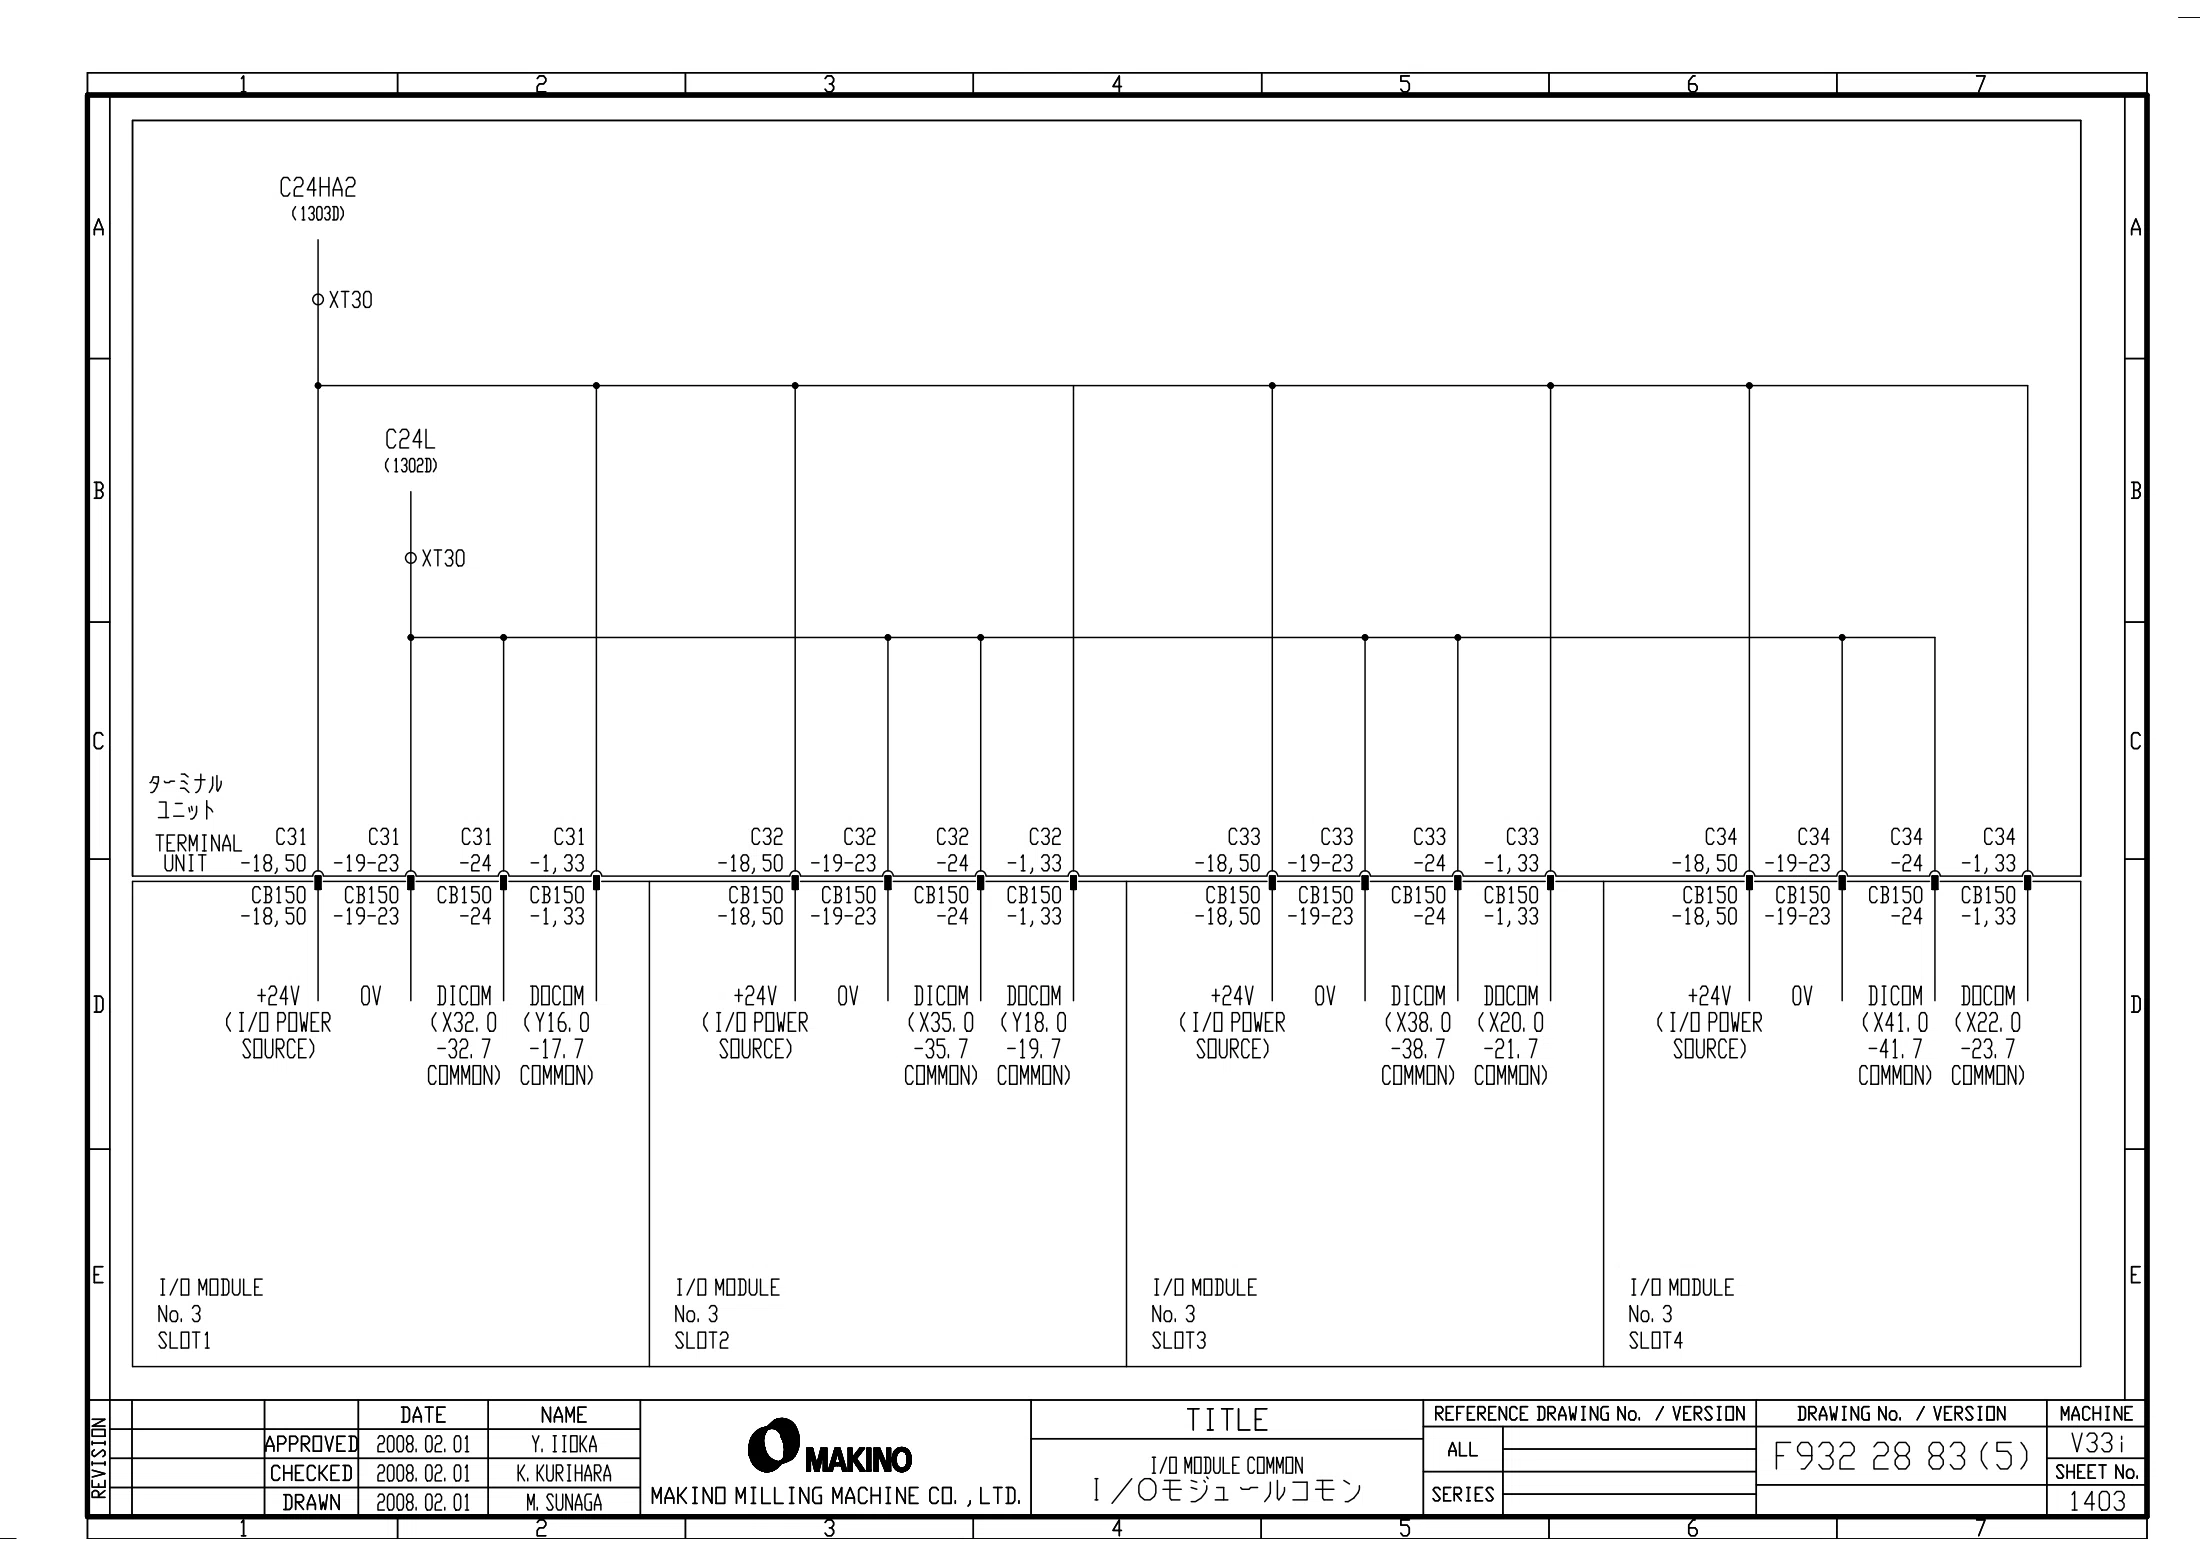 1 2 3 4 5 6 7
A A
C24HA2
(1303D)
XT30
B B
C24L
(1302D)
XT30
C C
ターミナル
ユニット
TERMINAL
UNIT
C31 C31 C31 C31 C32 C32 C32 C32 C33 C33 C33 C33 C34 C34 C34 C34
-18,50 -19-23 -24 -1,33 -18,50 -19-23 -24 -1,33 -18,50 -19-23 -24 -1,33 -18,50 -19-23 -24 -1,33
CB150 CB150 CB150 CB150 CB150 CB150 CB150 CB150 CB150 CB150 CB150 CB150 CB150 CB150 CB150 CB150
-18,50 -19-23 -24 -1,33 -18,50 -19-23 -24 -1,33 -18,50 -19-23 -24 -1,33 -18,50 -19-23 -24 -1,33
D D
+24V 0V DICOM DOCOM +24V 0V DICOM DOCOM +24V 0V DICOM DOCOM +24V 0V DICOM DOCOM
(I/O POWER (X32.0 (Y16.0 (I/O POWER (X35.0 (Y18.0 (I/O POWER (X38.0 (X20.0 (I/O POWER (X41.0 (X22.0
SOURCE) -32.7 -17.7 SOURCE) -35.7 -19.7 SOURCE) -38.7 -21.7 SOURCE) -41.7 -23.7
COMMON) COMMON) COMMON) COMMON) COMMON) COMMON) COMMON) COMMON)
E E
I/O MODULE I/O MODULE I/O MODULE I/O MODULE
No.3 No.3 No.3 No.3
SLOT1 SLOT2 SLOT3 SLOT4
REVISION
DATE NAME
APPROVED 2008.02.01 Y.IIOKA
CHECKED 2008.02.01 K.KURIHARA
DRAWN 2008.02.01 M.SUNAGA
MAKINO
MAKINO MILLING MACHINE CO.,LTD.
TITLE
I/O MODULE COMMON
I/Oモジュールコモン
REFERENCE DRAWING No. / VERSION
ALL
SERIES
DRAWING No. / VERSION
F932 28 83(5)
MACHINE
V33i
SHEET No.
1403
1 2 3 4 5 6 7